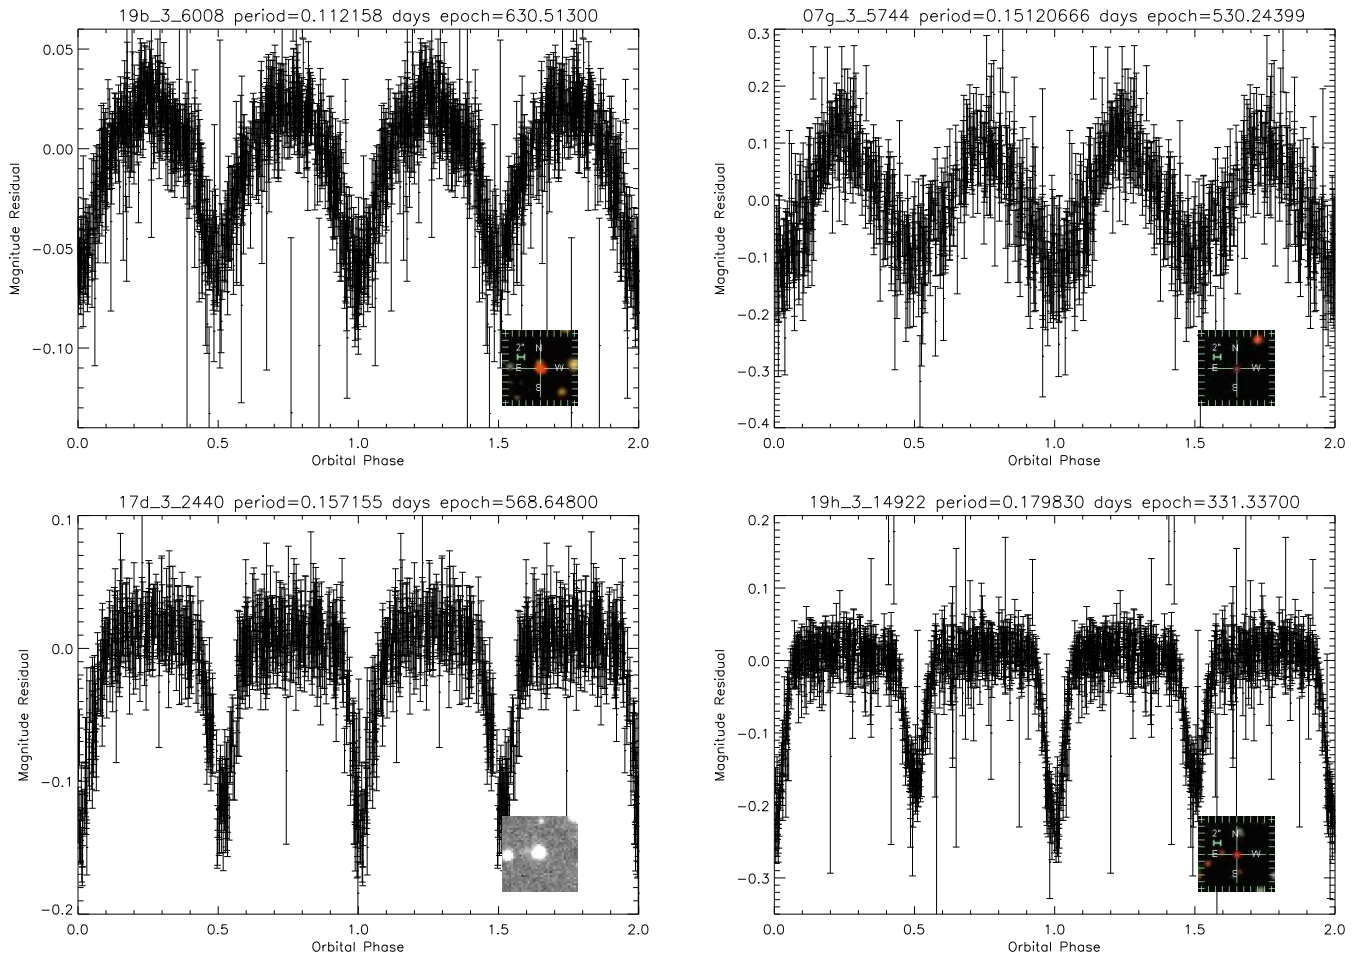 19b_3_6008 period=0.112158 days epoch=630.51300
0.05
0.00
-0.05
-0.10
Magnitude Residual
0.0 0.5 1.0 1.5 2.0
Orbital Phase
2" N
E W
S
07g_3_5744 period=0.15120666 days epoch=530.24399
0.3
0.2
0.1
0.0
-0.1
-0.2
-0.3
-0.4
Magnitude Residual
0.0 0.5 1.0 1.5 2.0
Orbital Phase
2" N
E W
S
17d_3_2440 period=0.157155 days epoch=568.64800
0.1
0.0
-0.1
-0.2
Magnitude Residual
0.0 0.5 1.0 1.5 2.0
Orbital Phase
19h_3_14922 period=0.179830 days epoch=331.33700
0.2
0.1
0.0
-0.1
-0.2
-0.3
Magnitude Residual
0.0 0.5 1.0 1.5 2.0
Orbital Phase
2" N
E W
S